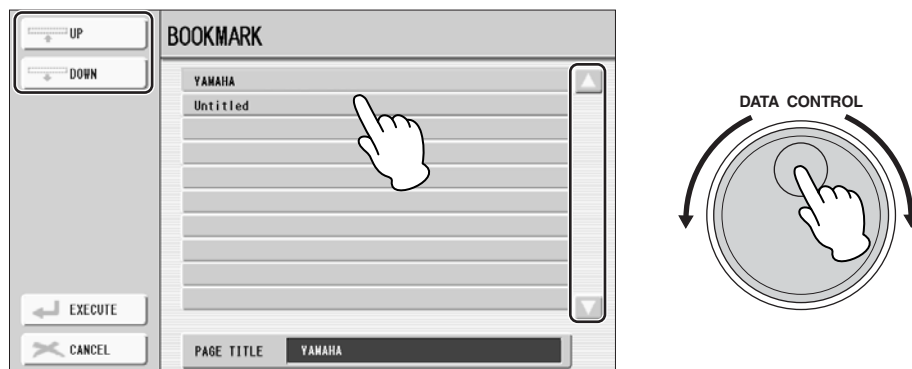 UP
DOWN
BOOKMARK
YAMAHA
Untitled
EXECUTE
CANCEL
PAGE TITLE YAMAHA
DATA CONTROL